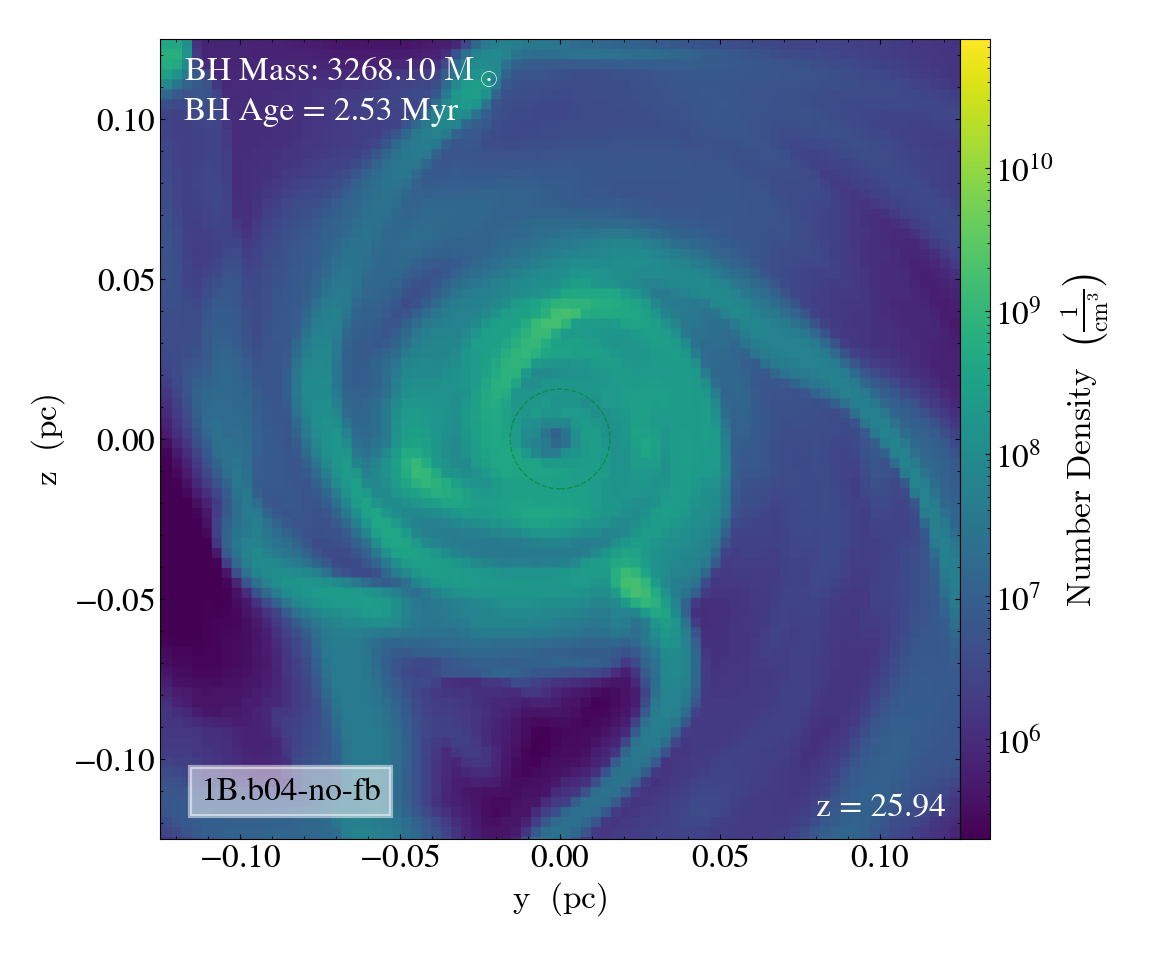 BH Mass: 3268.10 M☉
BH Age = 2.53 Myr
0.10
0.05
0.00
−0.05
−0.10
z (pc)
1B.b04-no-fb
z = 25.94
−0.10
−0.05
0.00
0.05
0.10
y (pc)
10¹⁰
10⁹
10⁸
10⁷
10⁶
Number Density (1/cm³)